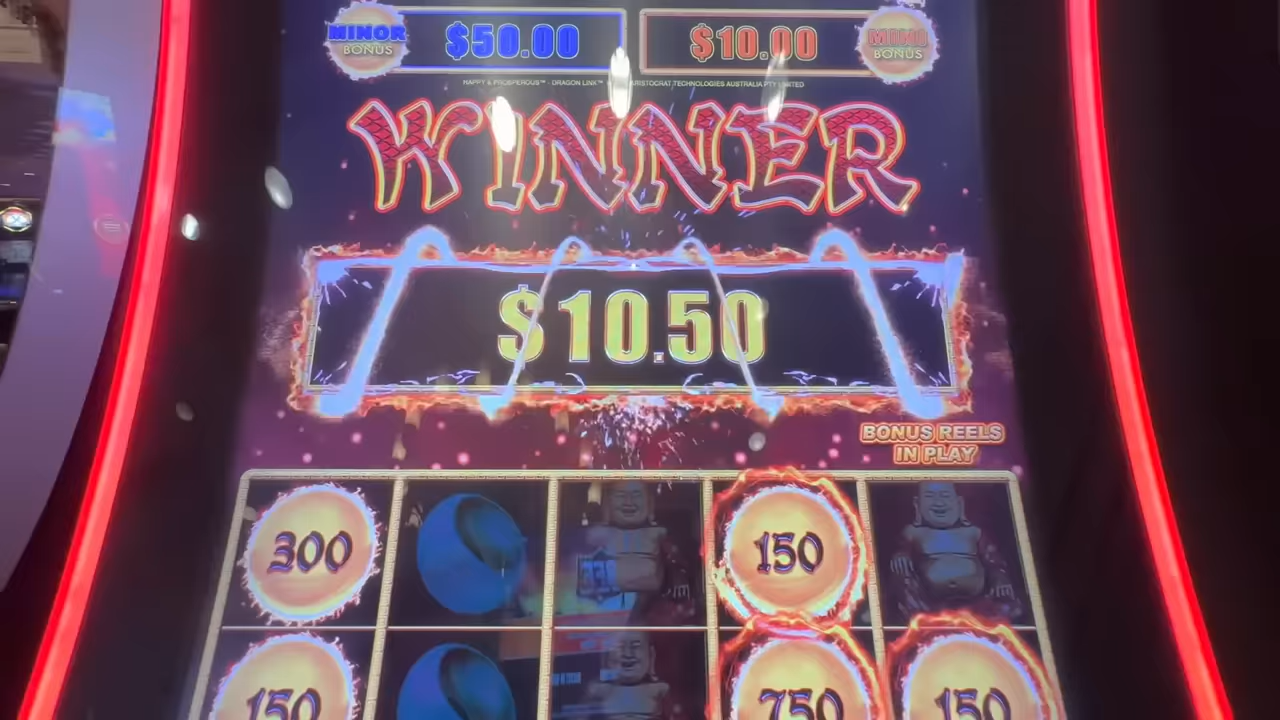 MINOR
BONUS
$50.00
$10.00
MINI
BONUS
WINNER
$10.50
BONUS REELS
IN PLAY
300
150
150
750
150